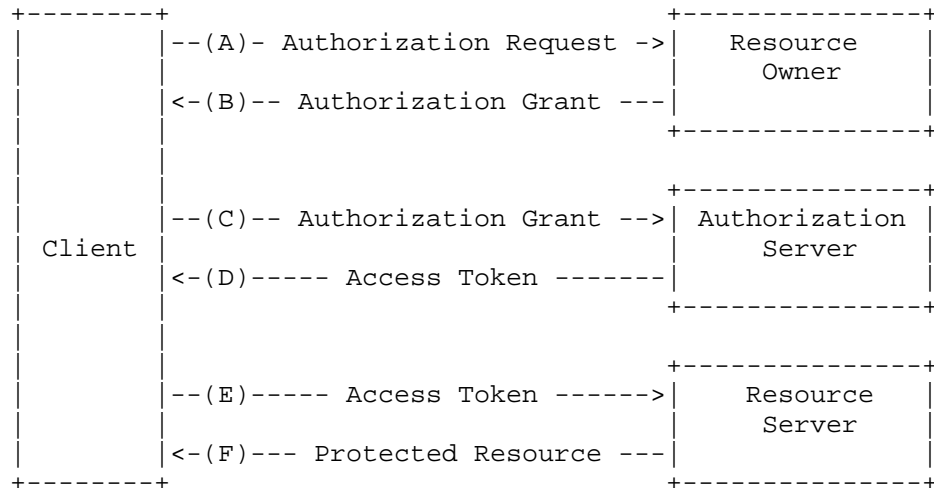 --(A)- Authorization Request -> Resource
Owner
<-(B)-- Authorization Grant ---
--(C)-- Authorization Grant --> Authorization
Client Server
<-(D)----- Access Token -------
--(E)----- Access Token ------> Resource
Server
<-(F)--- Protected Resource ---